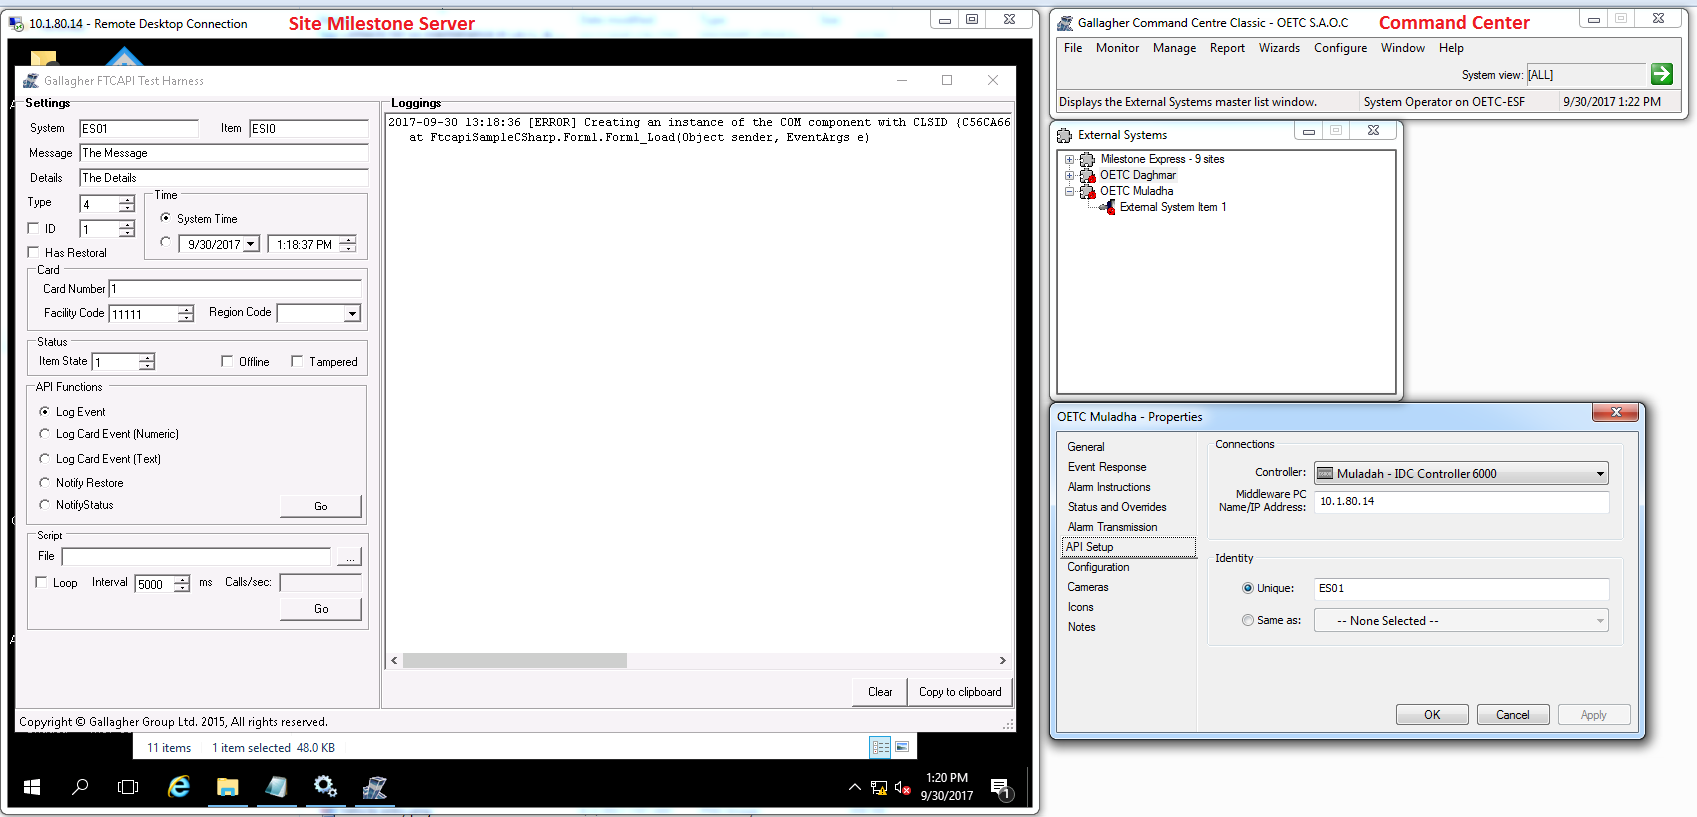 10.1.80.14 - Remote Desktop Connection
Site Milestone Server
Gallagher FTCAPI Test Harness
Settings
System ES01 Item ESI0
Message The Message
Details The Details
Type 4
Time
System Time
ID 1
9/30/2017 1:18:37 PM
Has Restoral
Card
Card Number 1
Facility Code 11111 Region Code
Status
Item State 1 Offline Tampered
API Functions
Log Event
Log Card Event (Numeric)
Log Card Event (Text)
Notify Restore
NotifyStatus
Go
Script
File ...
Loop Interval 5000 ms Calls/sec:
Go
Loggings
2017-09-30 13:18:36 [ERROR] Creating an instance of the COM component with CLSID {C56CA66
at FtcapiSampleCSharp.Form1.Form1_Load(Object sender, EventArgs e)
Clear Copy to clipboard
Copyright © Gallagher Group Ltd. 2015, All rights reserved.
11 items 1 item selected 48.0 KB
1:20 PM
9/30/2017
1
Gallagher Command Centre Classic - OETC S.A.O.C
Command Center
File Monitor Manage Report Wizards Configure Window Help
System view: [ALL]
Displays the External Systems master list window. System Operator on OETC-ESF 9/30/2017 1:22 PM
External Systems
Milestone Express - 9 sites
OETC Daghmar
OETC Muladha
External System Item 1
OETC Muladha - Properties
General
Event Response
Alarm Instructions
Status and Overrides
Alarm Transmission
API Setup
Configuration
Cameras
Icons
Notes
Connections
Controller: Muladah - IDC Controller 6000
Middleware PC
Name/IP Address: 10.1.80.14
Identity
Unique: ES01
Same as: -- None Selected --
OK Cancel Apply